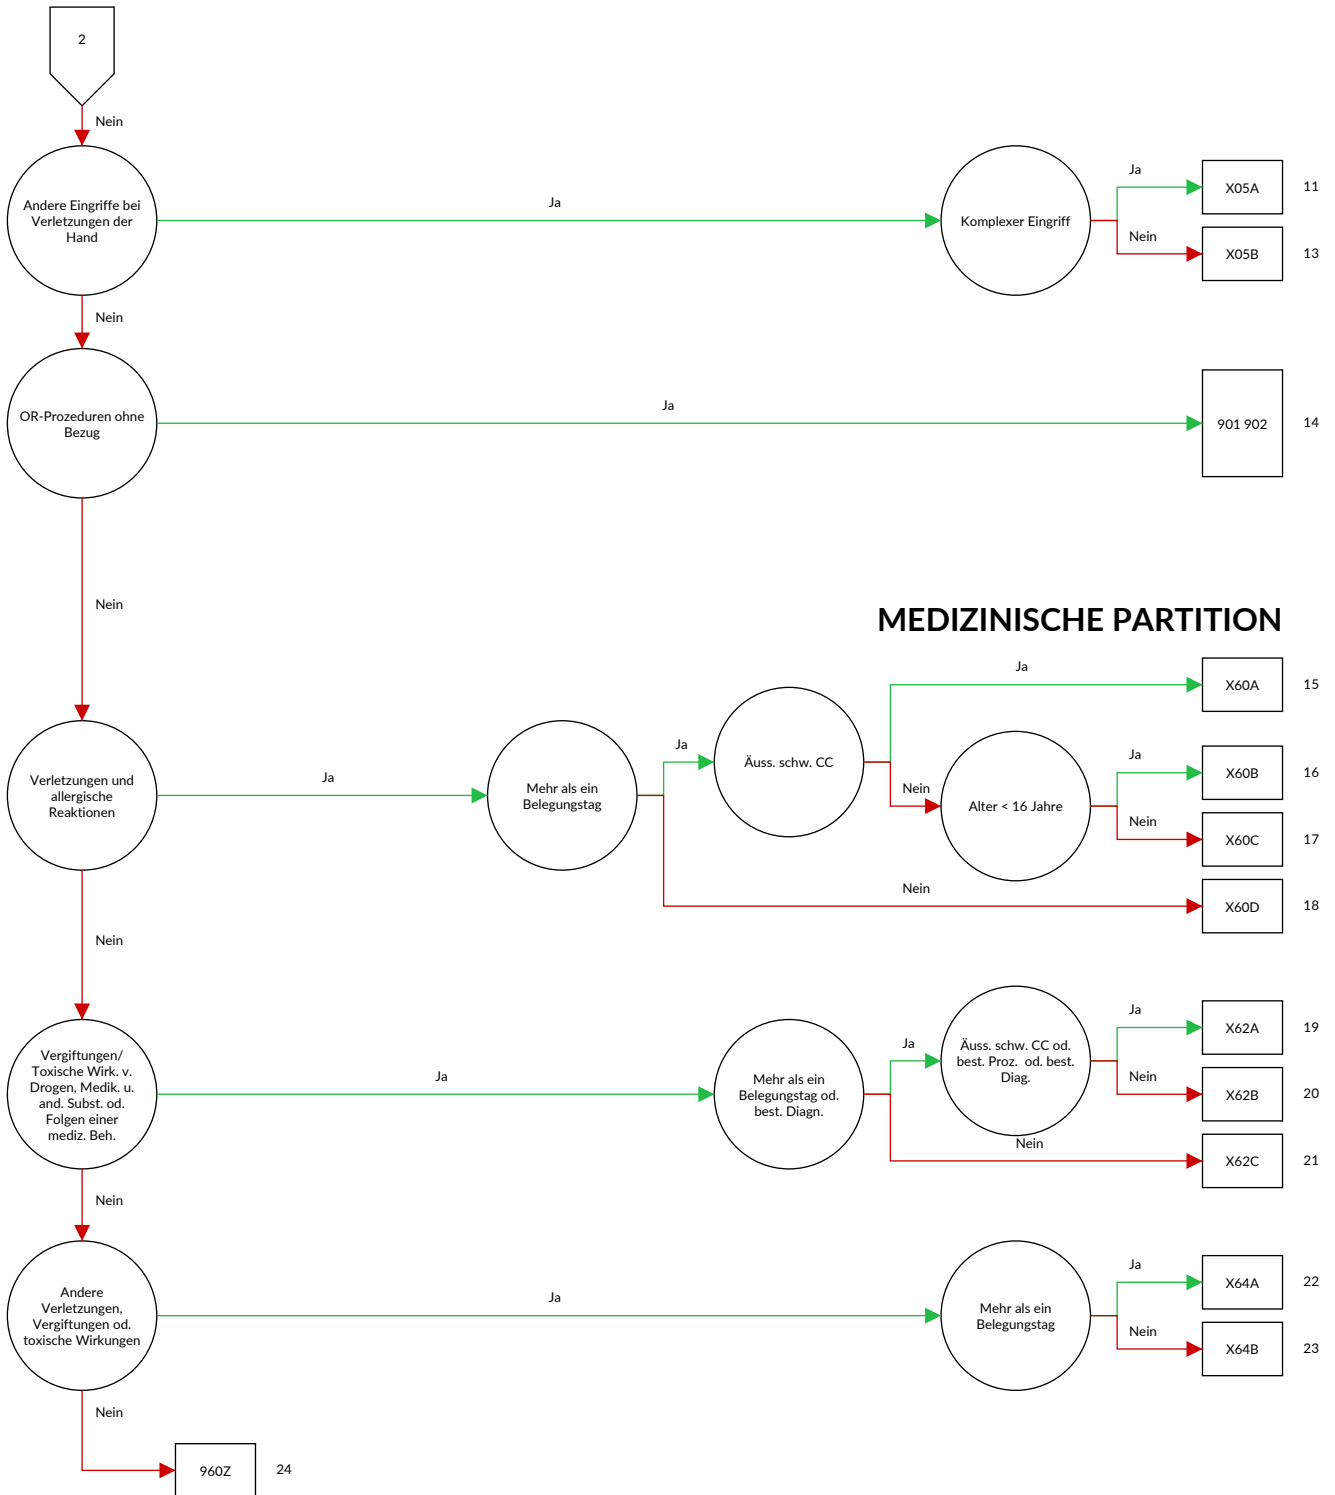 2
Nein
Andere Eingriffe bei
Verletzungen der
Hand
Ja
Komplexer Eingriff
Ja
X05A
11
Nein
X05B
13
Nein
OR-Prozeduren ohne
Bezug
Ja
901 902
14
Nein
MEDIZINISCHE PARTITION
Verletzungen und
allergische
Reaktionen
Ja
Mehr als ein
Belegungstag
Ja
Äuss. schw. CC
Ja
X60A
15
Nein
Alter < 16 Jahre
Ja
X60B
16
Nein
X60C
17
Nein
X60D
18
Nein
Vergiftungen/
Toxische Wirk. v.
Drogen, Medik. u.
and. Subst. od.
Folgen einer
mediz. Beh.
Ja
Mehr als ein
Belegungstag od.
best. Diagn.
Ja
Äuss. schw. CC od.
best. Proz. od. best.
Diag.
Ja
X62A
19
Nein
X62B
20
Nein
X62C
21
Nein
Andere
Verletzungen,
Vergiftungen od.
toxische Wirkungen
Ja
Mehr als ein
Belegungstag
Ja
X64A
22
Nein
X64B
23
Nein
960Z
24